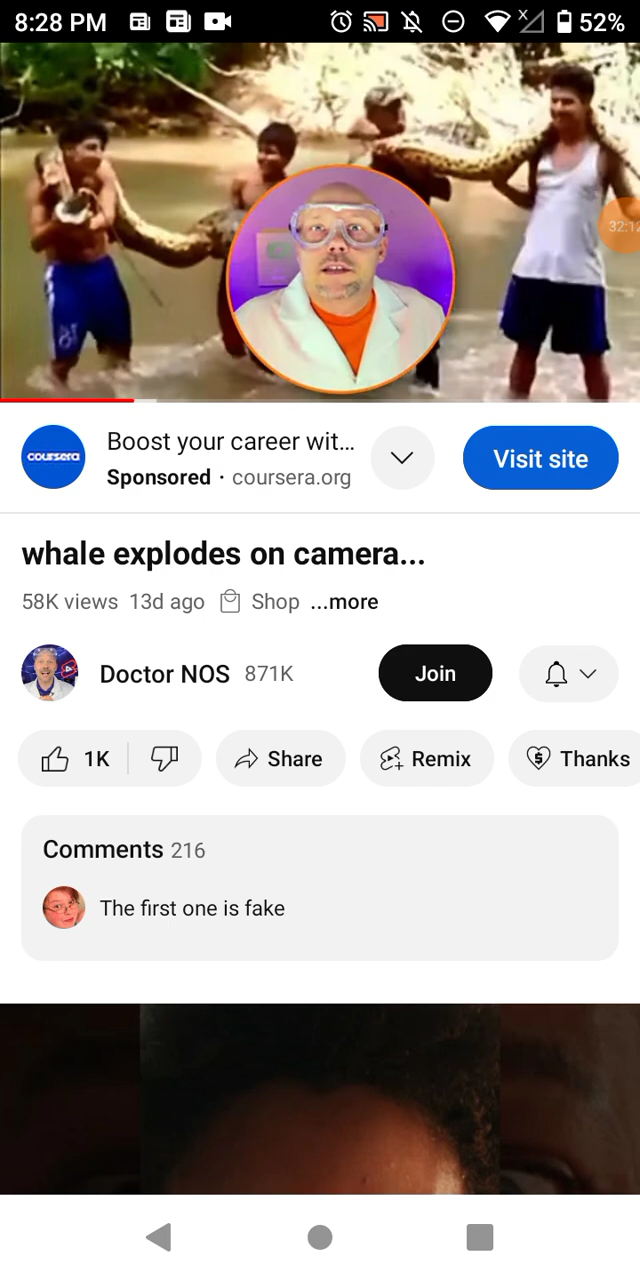 8:28 PM 52%
32:12
coursera
Boost your career wit...
Sponsored · coursera.org
Visit site
whale explodes on camera...
58K views 13d ago Shop ...more
Doctor NOS 871K
Join
1K Share Remix Thanks
Comments 216
The first one is fake